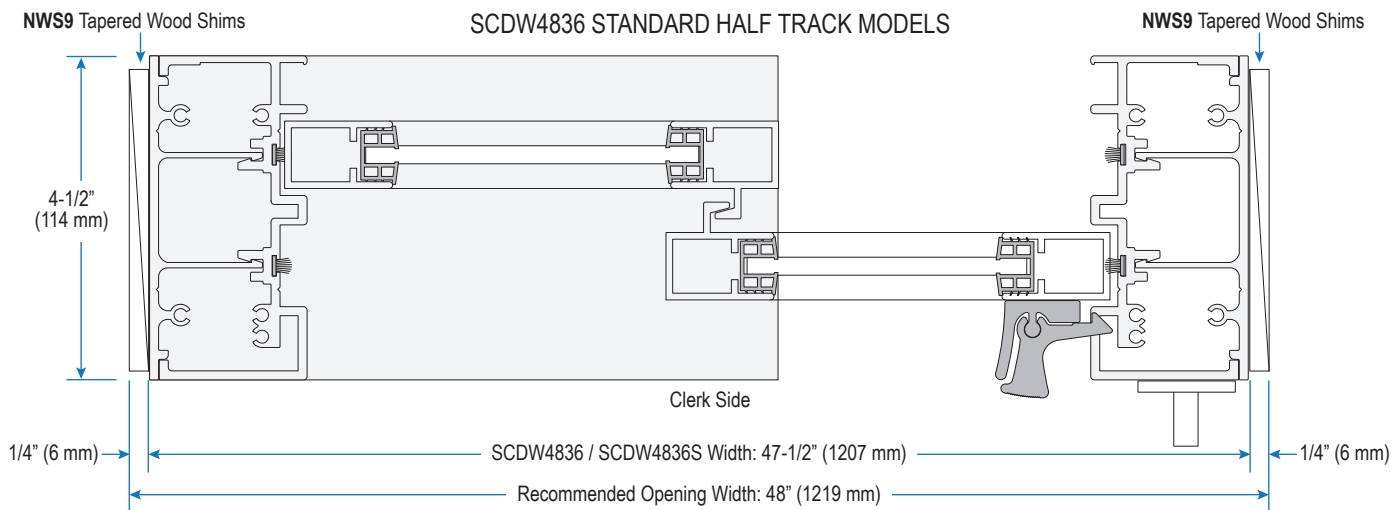 SCDW4836 STANDARD HALF TRACK MODELS
NWS9 Tapered Wood Shims
NWS9 Tapered Wood Shims
4-1/2”
(114 mm)
Clerk Side
1/4” (6 mm)
SCDW4836 / SCDW4836S Width: 47-1/2” (1207 mm)
1/4” (6 mm)
Recommended Opening Width: 48” (1219 mm)